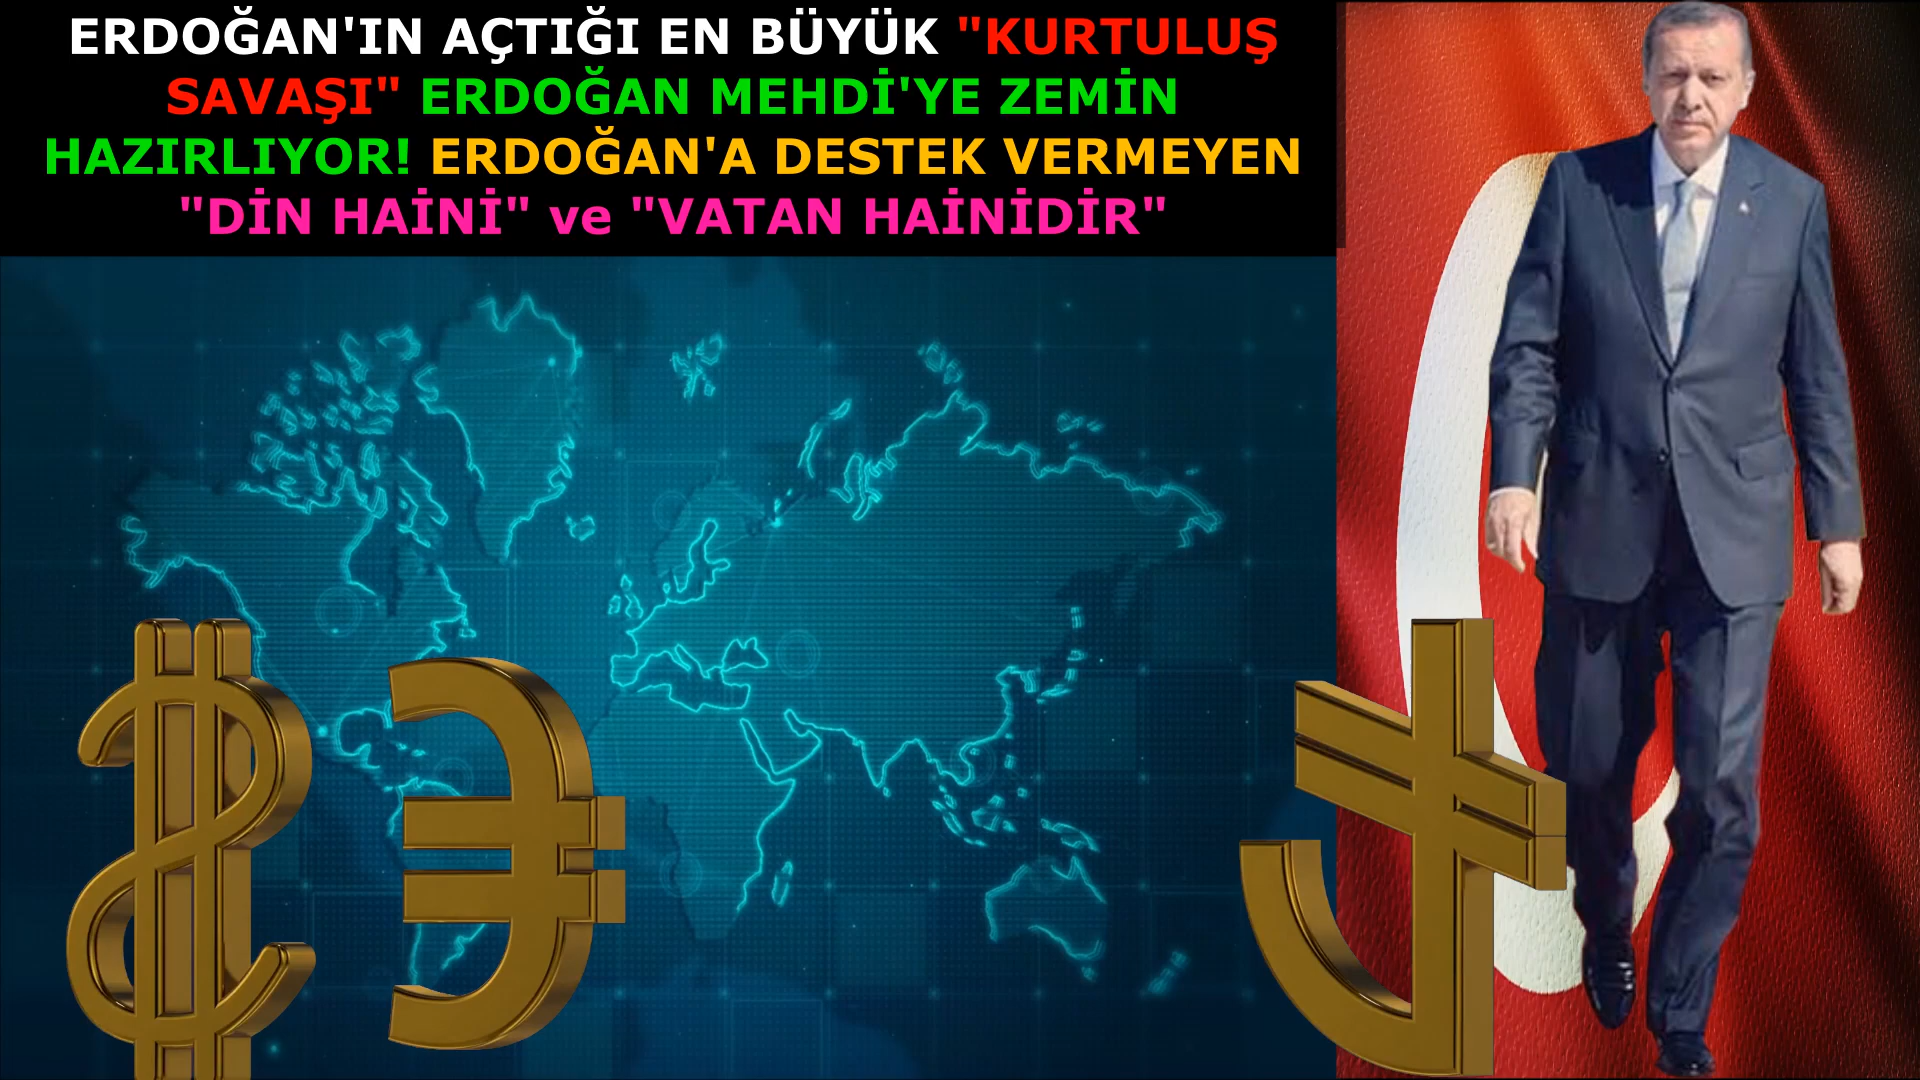 ERDOĞAN'IN AÇTIĞI EN BÜYÜK "KURTULUŞ
SAVAŞI" ERDOĞAN MEHDİ'YE ZEMİN
HAZIRLIYOR! ERDOĞAN'A DESTEK VERMEYEN
"DİN HAİNİ" ve "VATAN HAİNİDİR"